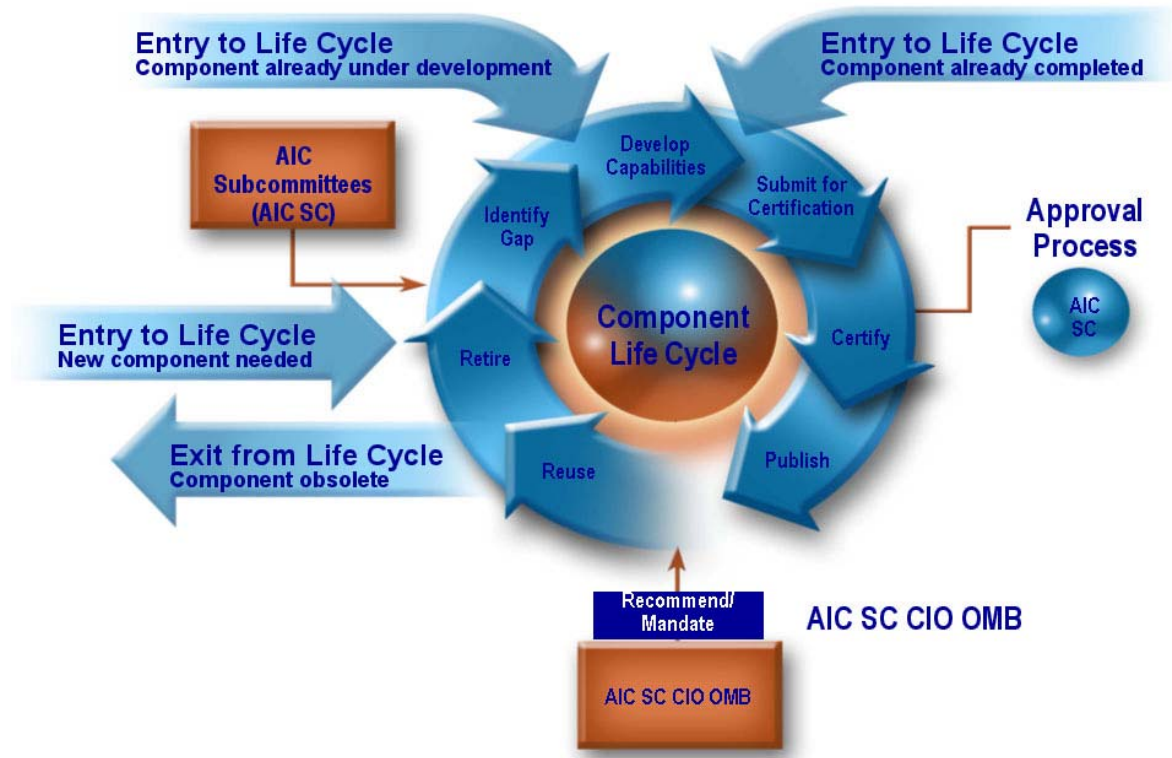 Entry to Life Cycle
Component already under development
Entry to Life Cycle
Component already completed
AIC
Subcommittees
(AIC SC)
Develop
Capabilities
Submit for
Certification
Identify
Gap
Approval
Process
AIC
SC
Entry to Life Cycle
New component needed
Component
Life Cycle
Retire
Certify
Exit from Life Cycle
Component obsolete
Reuse
Publish
Recommend/
Mandate
AIC SC CIO OMB
AIC SC CIO OMB